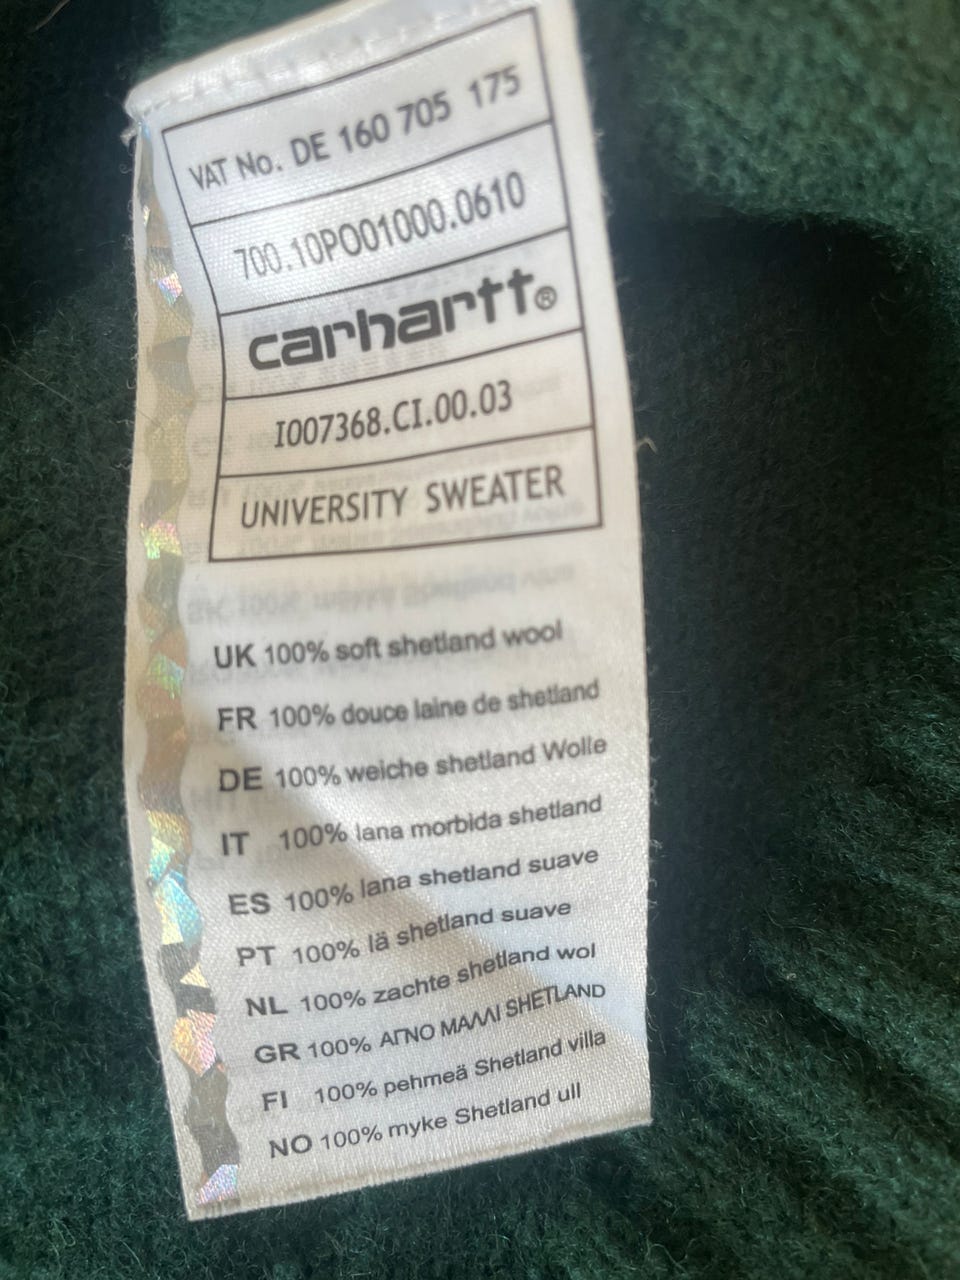 VAT No. DE 160 705 175
700.10PO01000.0610
carhartt®
I007368.CI.00.03
UNIVERSITY SWEATER
UK 100% soft shetland wool
FR 100% douce laine de shetland
DE 100% weiche shetland Wolle
IT 100% lana morbida shetland
ES 100% lana shetland suave
PT 100% lä shetland suave
NL 100% zachte shetland wol
GR 100% ΑΓΝΟ ΜΑΛΛΙ SHETLAND
FI 100% pehmeä Shetland villa
NO 100% myke Shetland ull